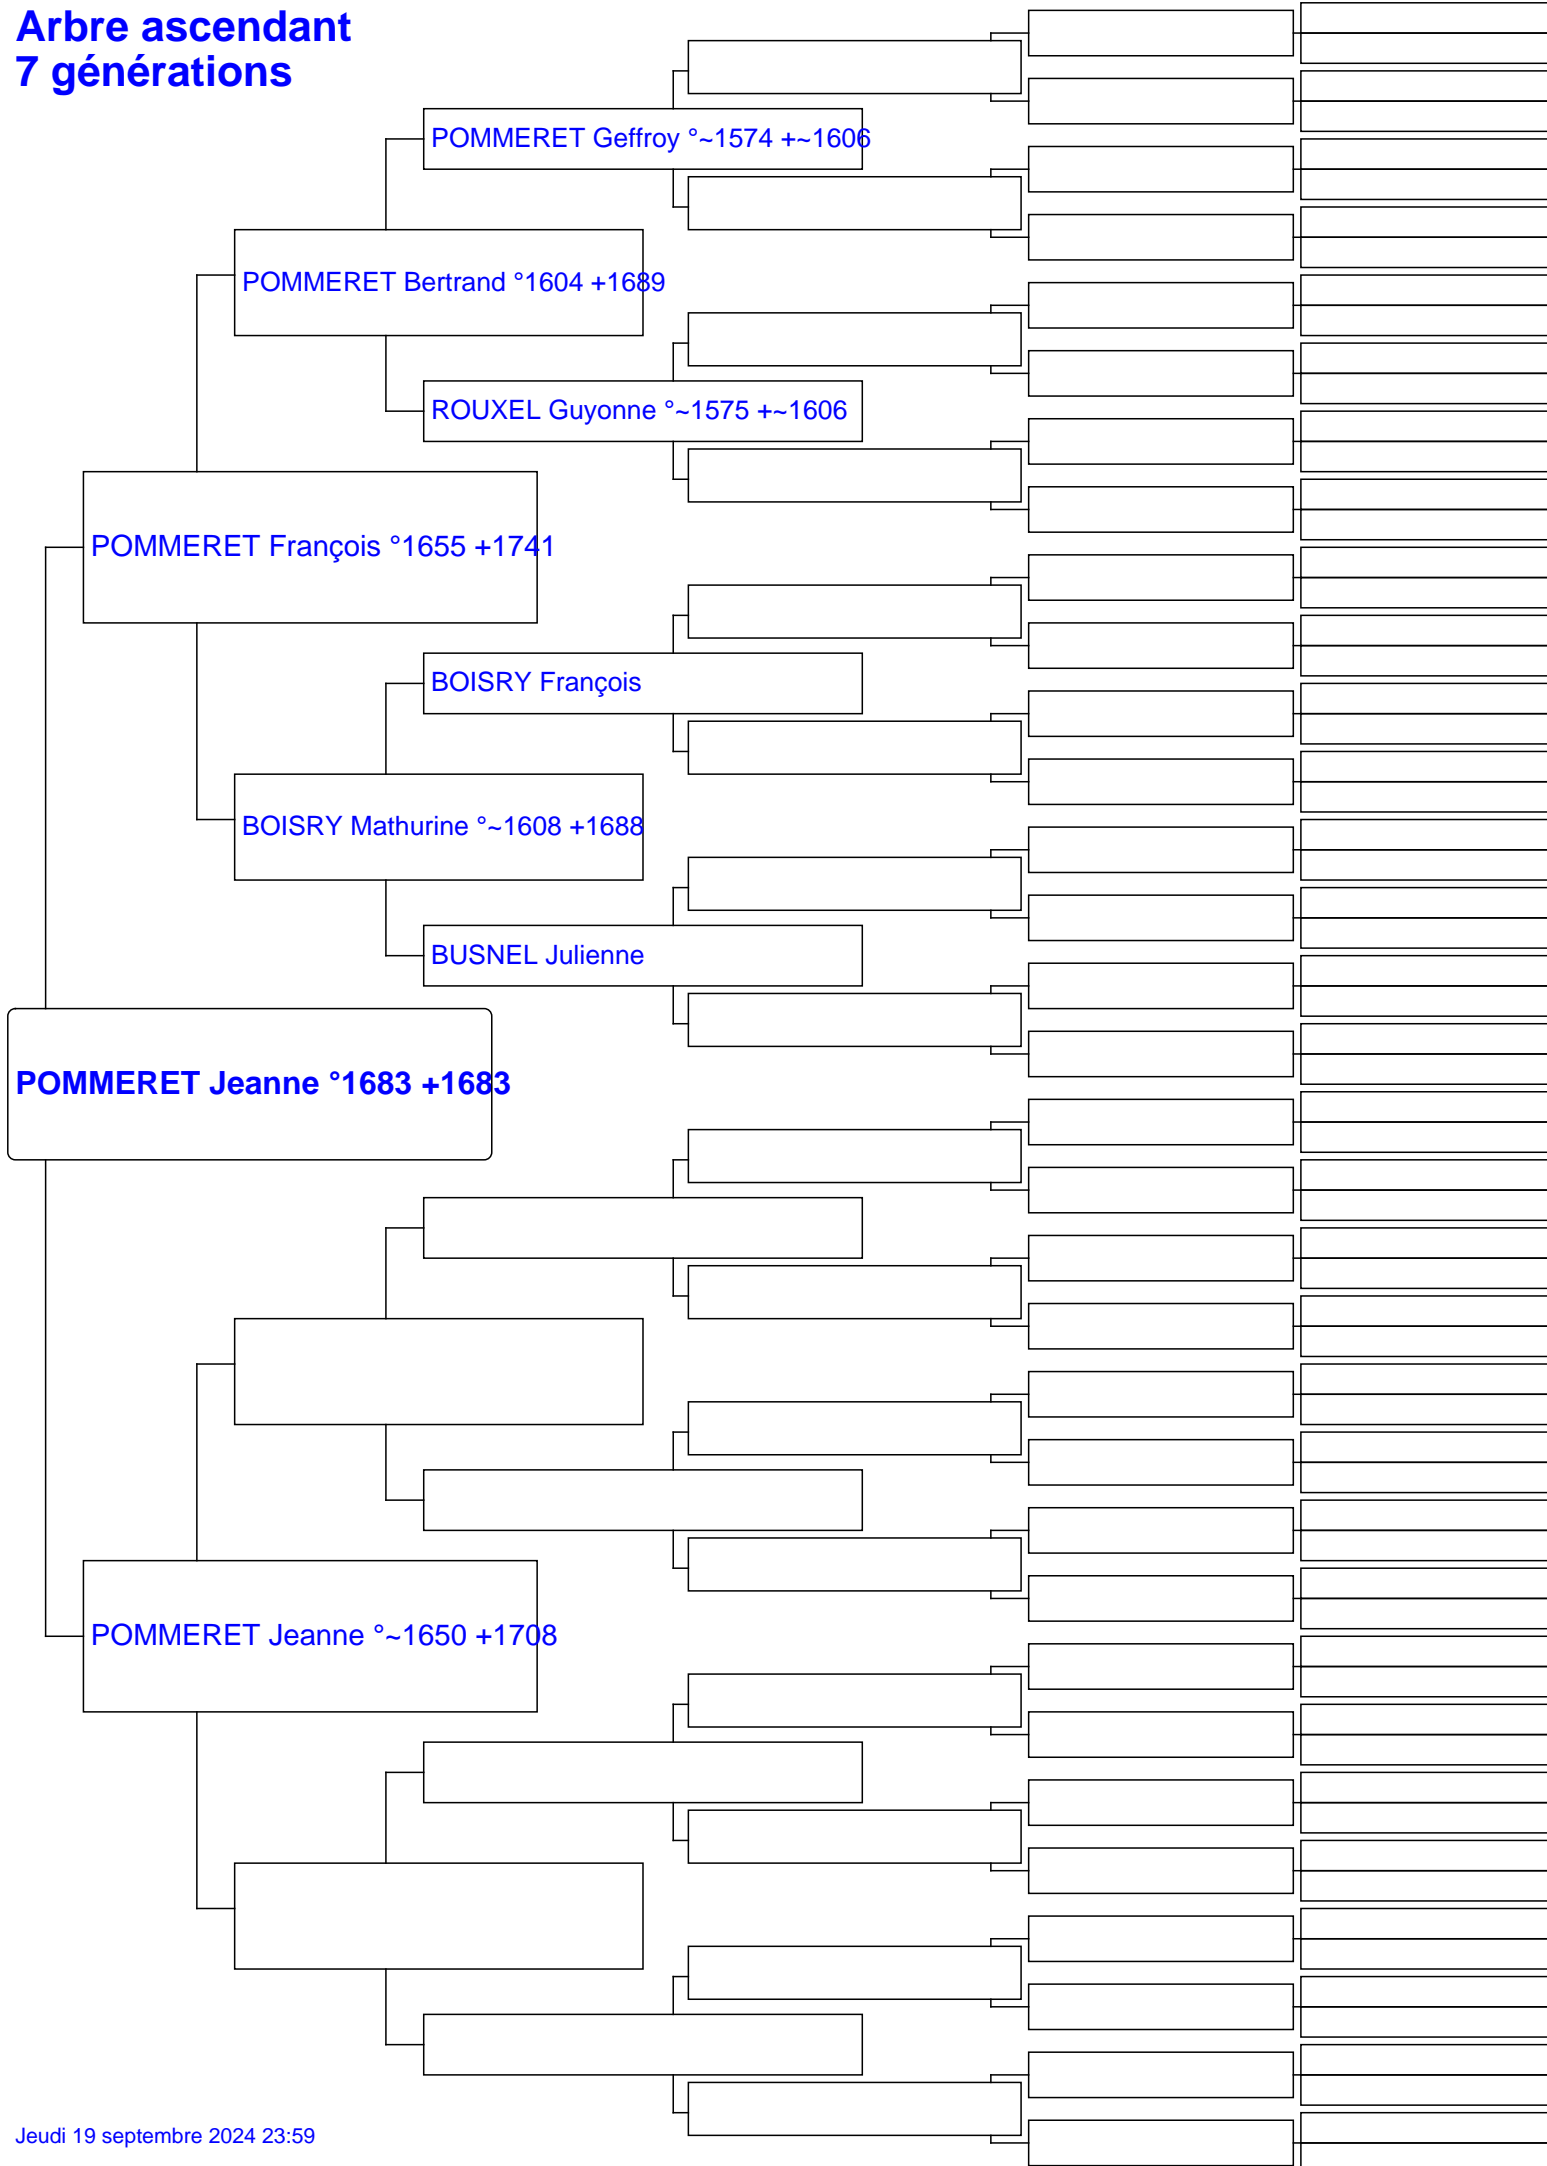 Arbre ascendant
7 générations
POMMERET Geffroy °~1574 +~1606
POMMERET Bertrand °1604 +1689
ROUXEL Guyonne °~1575 +~1606
POMMERET François °1655 +1741
BOISRY François
BOISRY Mathurine °~1608 +1688
BUSNEL Julienne
POMMERET Jeanne °1683 +1683
POMMERET Jeanne °~1650 +1708
Jeudi 19 septembre 2024 23:59